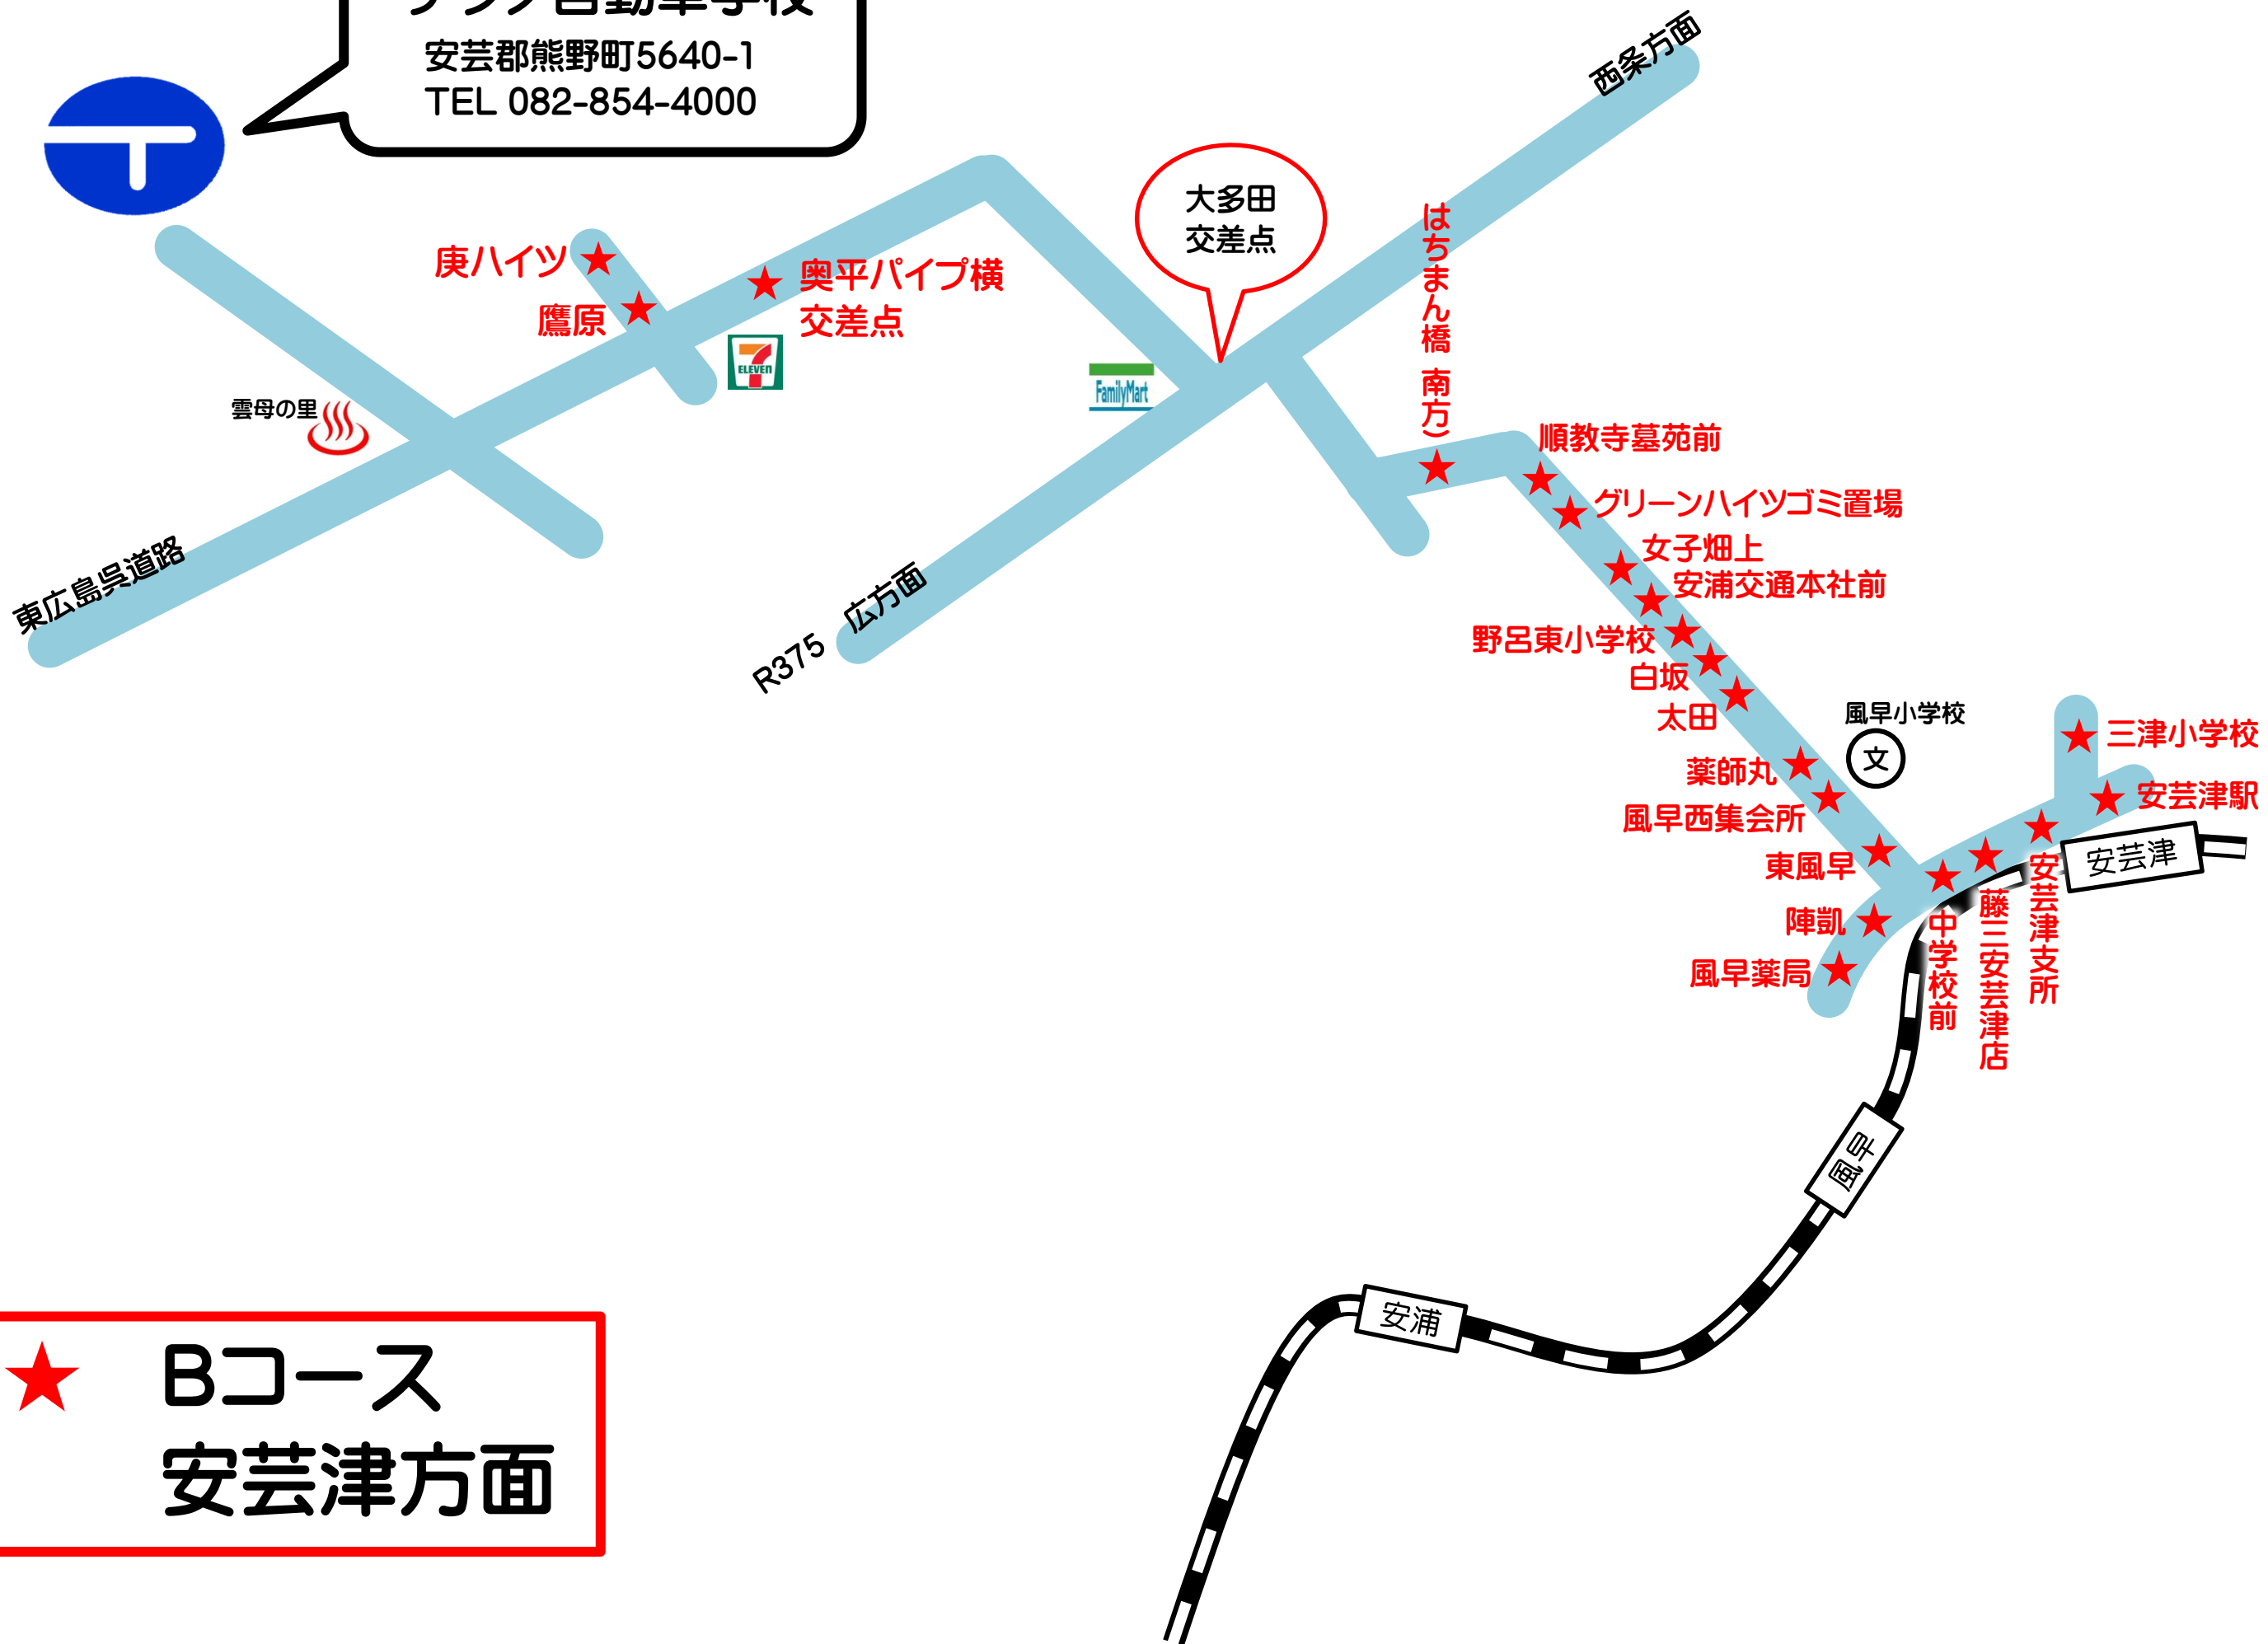 自動車学校
安芸郡熊野町5640-1
TEL 082-854-4000
西条方面
大多田
交差点
はちまん橋 南方)
庚ハイツ
鷹原
奥平パイプ横
交差点
7
ELEVEN
FamilyMart
雲母の里
東広島呉道路
R375 広方面
順教寺墓苑前
グリーンハイツゴミ置場
女子畑上
安浦交通本社前
野呂東小学校
白坂
太田
風早小学校
文
三津小学校
薬師丸
安芸津駅
風早西集会所
東風早
安芸津
陣凱
風早薬局
中学校前
藤三安芸津店
安芸津支所
風早
安浦
Bコース
安芸津方面